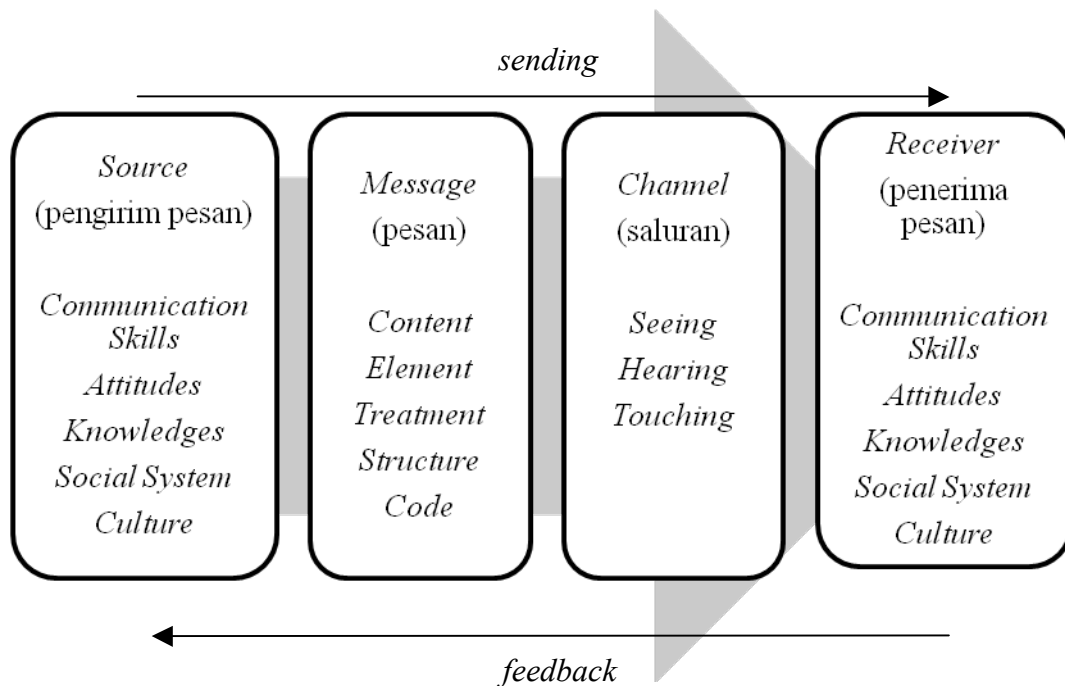 sending
Source
(pengirim pesan)
Communication
Skills
Attitudes
Knowledges
Social System
Culture
Message
(pesan)
Content
Element
Treatment
Structure
Code
Channel
(saluran)
Seeing
Hearing
Touching
Receiver
(penerima
pesan)
Communication
Skills
Attitudes
Knowledges
Social System
Culture
feedback